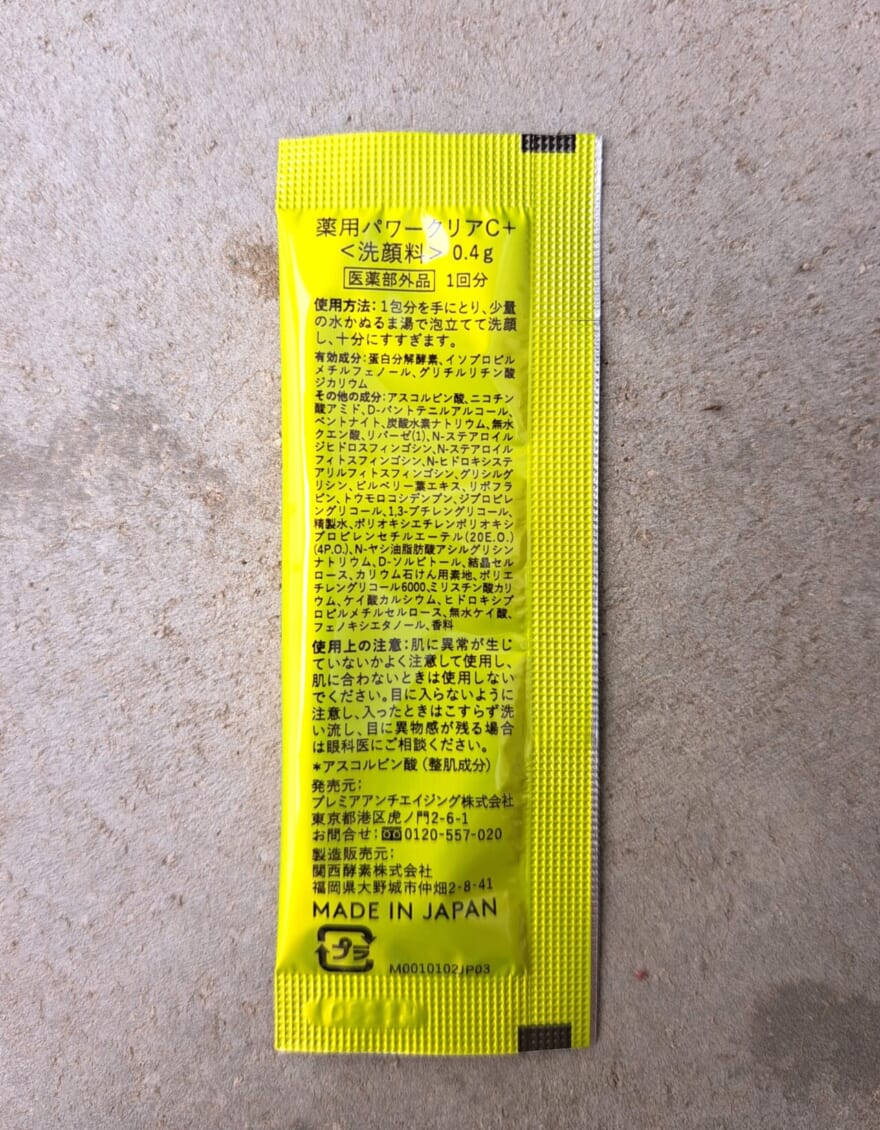 薬用パワークリアC+
<洗顔料> 0.4g
医薬部外品 1回分
使用方法:1包分を手にとり、少量
の水かぬるま湯で泡立てて洗顔
し、十分にすすぎます。
有効成分:蛋白分解酵素、イソプロピル
メチルフェノール、グリチルリチン酸
ジカリウム
その他の成分:アスコルビン酸、ニコチン
酸アミド、D-パントテニルアルコール、
ベントナイト、炭酸水素ナトリウム、無水
クエン酸、リパーゼ(1)、N-ステアロイル
ジヒドロスフィンゴシン、N-ステアロイル
フィトスフィンゴシン、N-ヒドロキシステ
アリルフィトスフィンゴシン、グリシルグ
リシン、ビルベリー葉エキス、リボフラ
ビン、トウモロコシデンプン、ジプロピレ
ングリコール、1,3-ブチレングリコール、
精製水、ポリオキシエチレンポリオキシ
プロピレンセチルエーテル(20E.O.)
(4P.O.)、N-ヤシ油脂肪酸アシルグリシン
ナトリウム、D-ソルビトール、結晶セル
ロース、カリウム石けん用素地、ポリエ
チレングリコール6000、ミリスチン酸カリ
ウム、ケイ酸カルシウム、ヒドロキシプ
ロピルメチルセルロース、無水ケイ酸、
フェノキシエタノール、香料
使用上の注意:肌に異常が生じ
ていないかよく注意して使用し、
肌に合わないときは使用しない
でください。目に入らないように
注意し、入ったときはこすらず洗
い流し、目に異物感が残る場合
は眼科医にご相談ください。
*アスコルビン酸(整肌成分)
発売元:
プレミアアンチエイジング株式会社
東京都港区虎ノ門2-6-1
お問合せ:0120-557-020
製造販売元:
関西酵素株式会社
福岡県大野城市仲畑2-8-41
MADE IN JAPAN
プラ
M0010102JP03